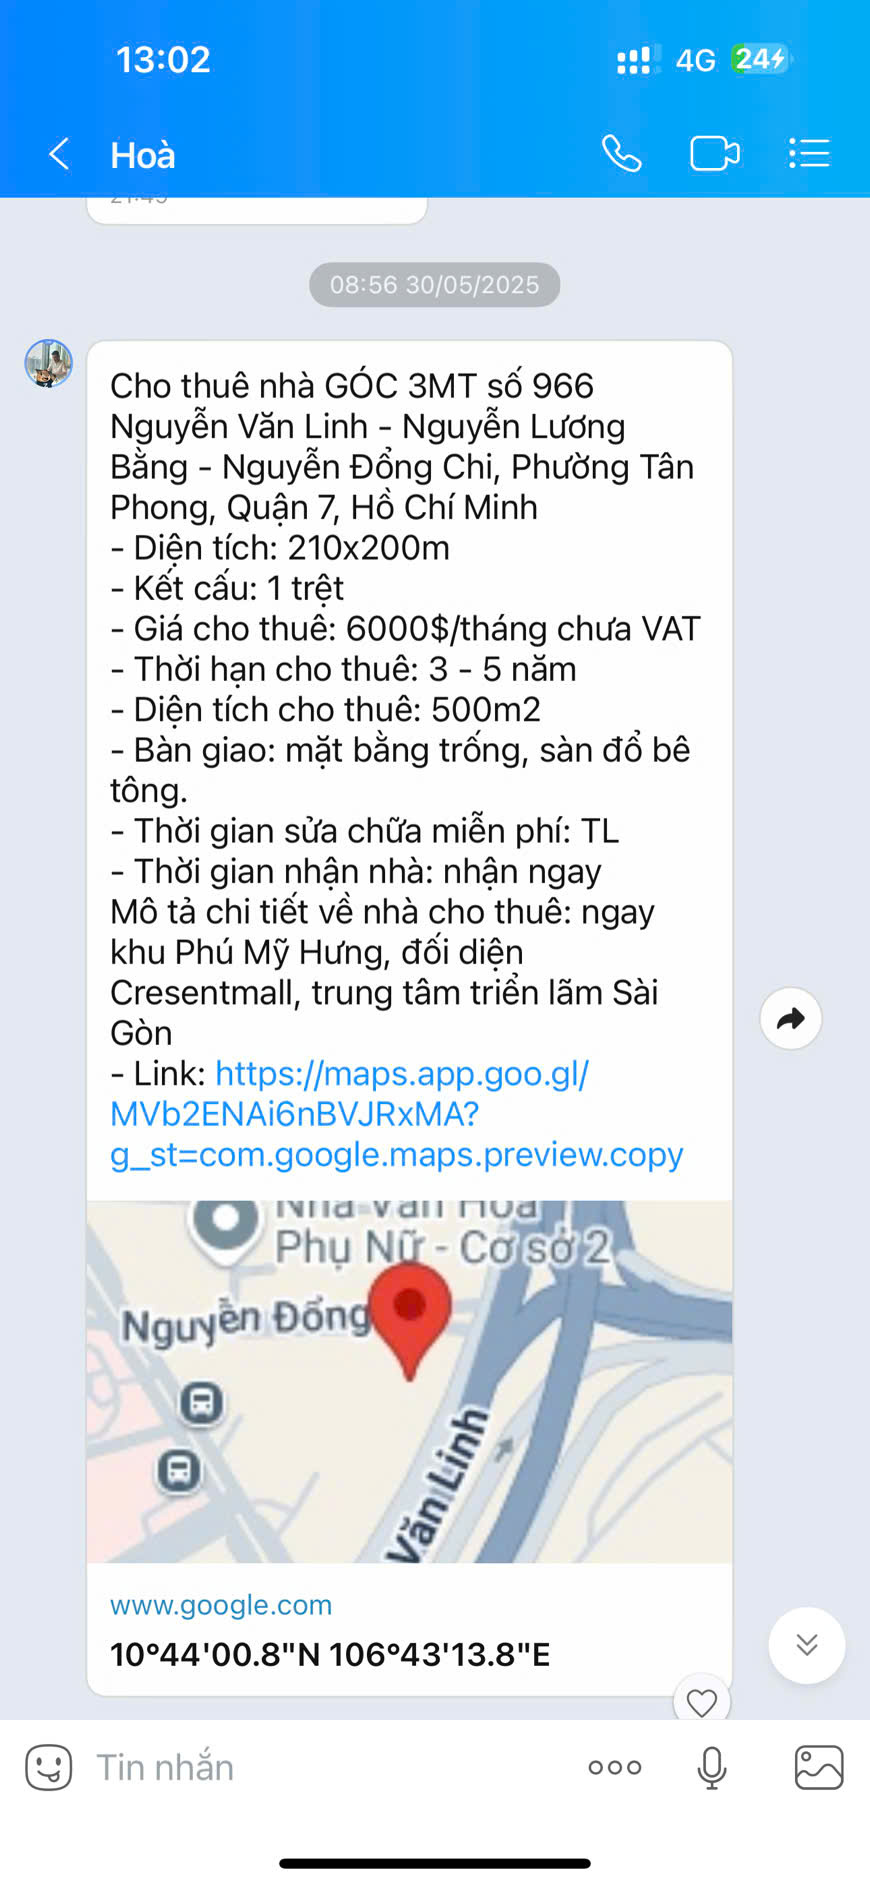 13:02
4G 24
Hoà
08:56 30/05/2025
Cho thuê nhà GÓC 3MT số 966
Nguyễn Văn Linh - Nguyễn Lương
Bằng - Nguyễn Đổng Chi, Phường Tân
Phong, Quận 7, Hồ Chí Minh
- Diện tích: 210x200m
- Kết cấu: 1 trệt
- Giá cho thuê: 6000$/tháng chưa VAT
- Thời hạn cho thuê: 3 - 5 năm
- Diện tích cho thuê: 500m2
- Bàn giao: mặt bằng trống, sàn đổ bê
tông.
- Thời gian sửa chữa miễn phí: TL
- Thời gian nhận nhà: nhận ngay
Mô tả chi tiết về nhà cho thuê: ngay
khu Phú Mỹ Hưng, đối diện
Cresentmall, trung tâm triển lãm Sài
Gòn
- Link: https://maps.app.goo.gl/
MVb2ENAi6nBVJRxMA?
g_st=com.google.maps.preview.copy
Nhà Văn Hóa
Phụ Nữ - Cơ sở 2
Nguyễn Đổng
Văn Linh
www.google.com
10°44'00.8"N 106°43'13.8"E
Tin nhắn